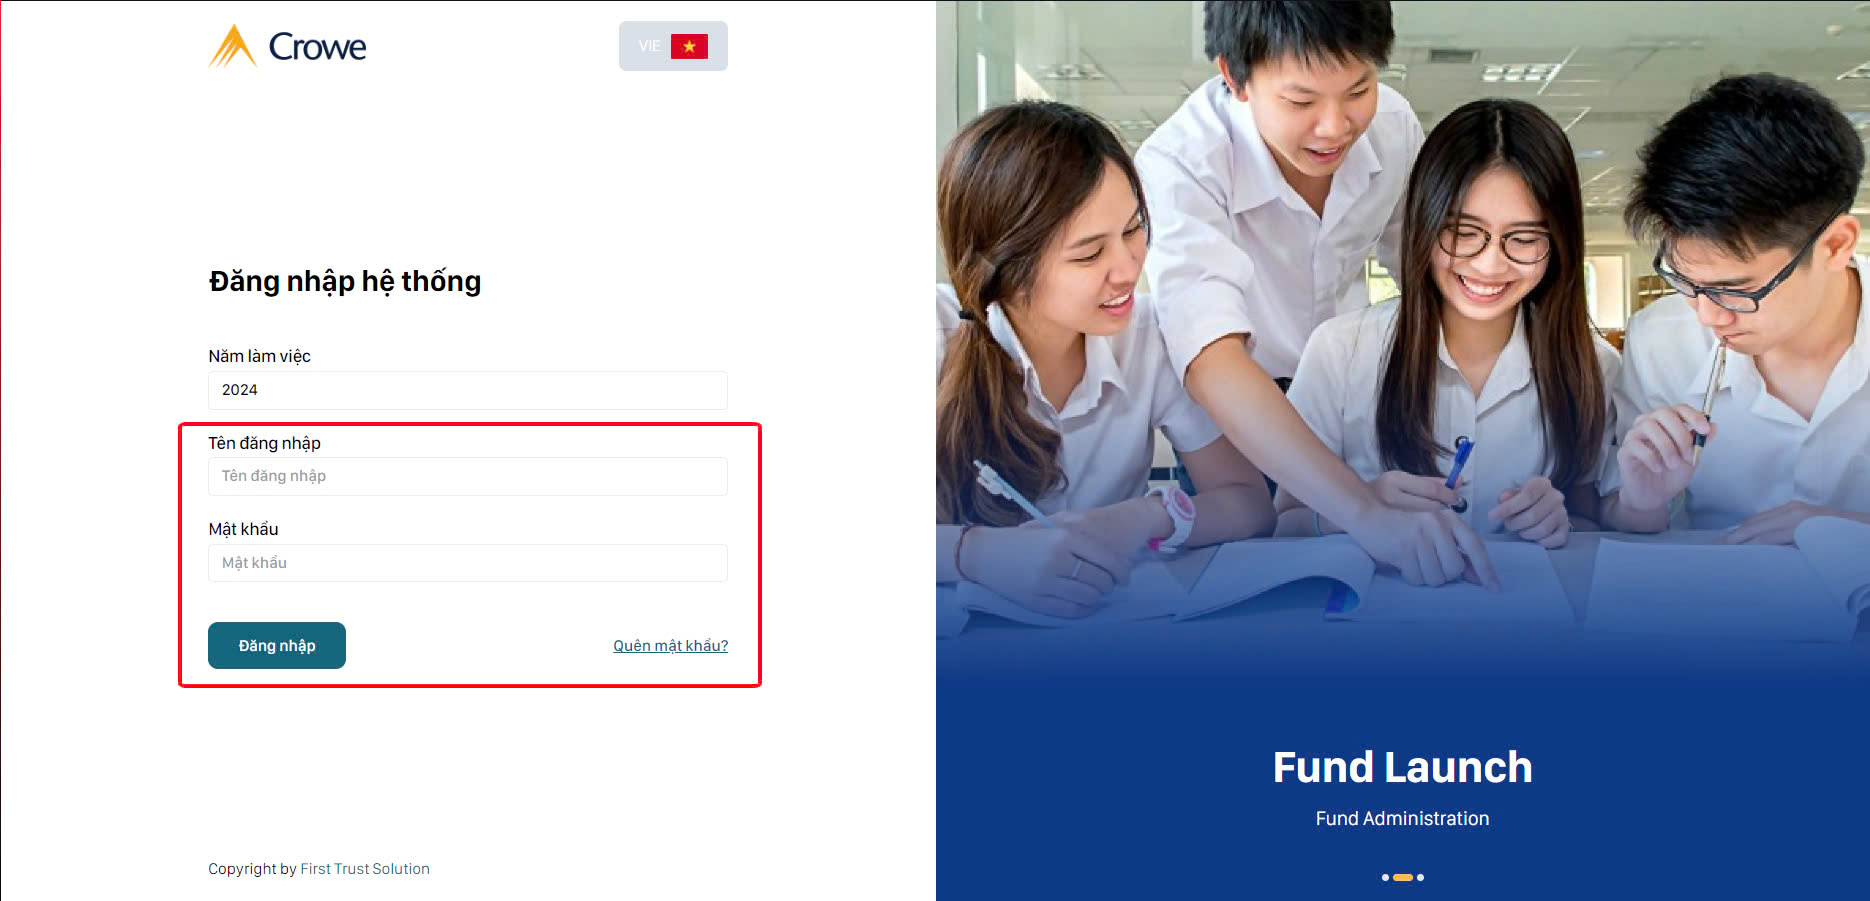 Crowe
VIE
Đăng nhập hệ thống
Năm làm việc
2024
Tên đăng nhập
Tên đăng nhập
Mật khẩu
Mật khẩu
Đăng nhập
Quên mật khẩu?
Copyright by First Trust Solution
Fund Launch
Fund Administration